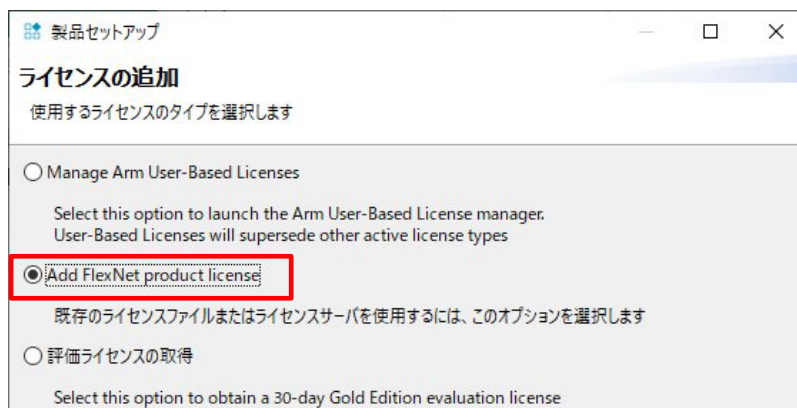 製品セットアップ
ライセンスの追加
使用するライセンスのタイプを選択します
Manage Arm User-Based Licenses
Select this option to launch the Arm User-Based License manager.
User-Based Licenses will supersede other active license types
Add FlexNet product license
既存のライセンスファイルまたはライセンスサーバを使用するには、このオプションを選択します
評価ライセンスの取得
Select this option to obtain a 30-day Gold Edition evaluation license